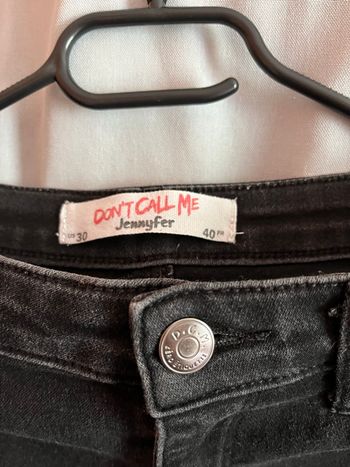 DON'T CALL ME
Jennyfer
US 30
40 FR
D.C.M